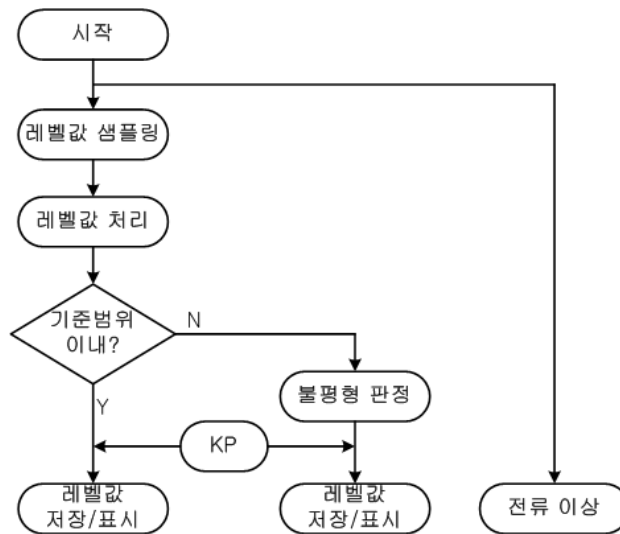 시작
레벨값 샘플링
레벨값 처리
기준범위
이내?
N
불평형 판정
Y
KP
레벨값
저장/표시
레벨값
저장/표시
전류 이상